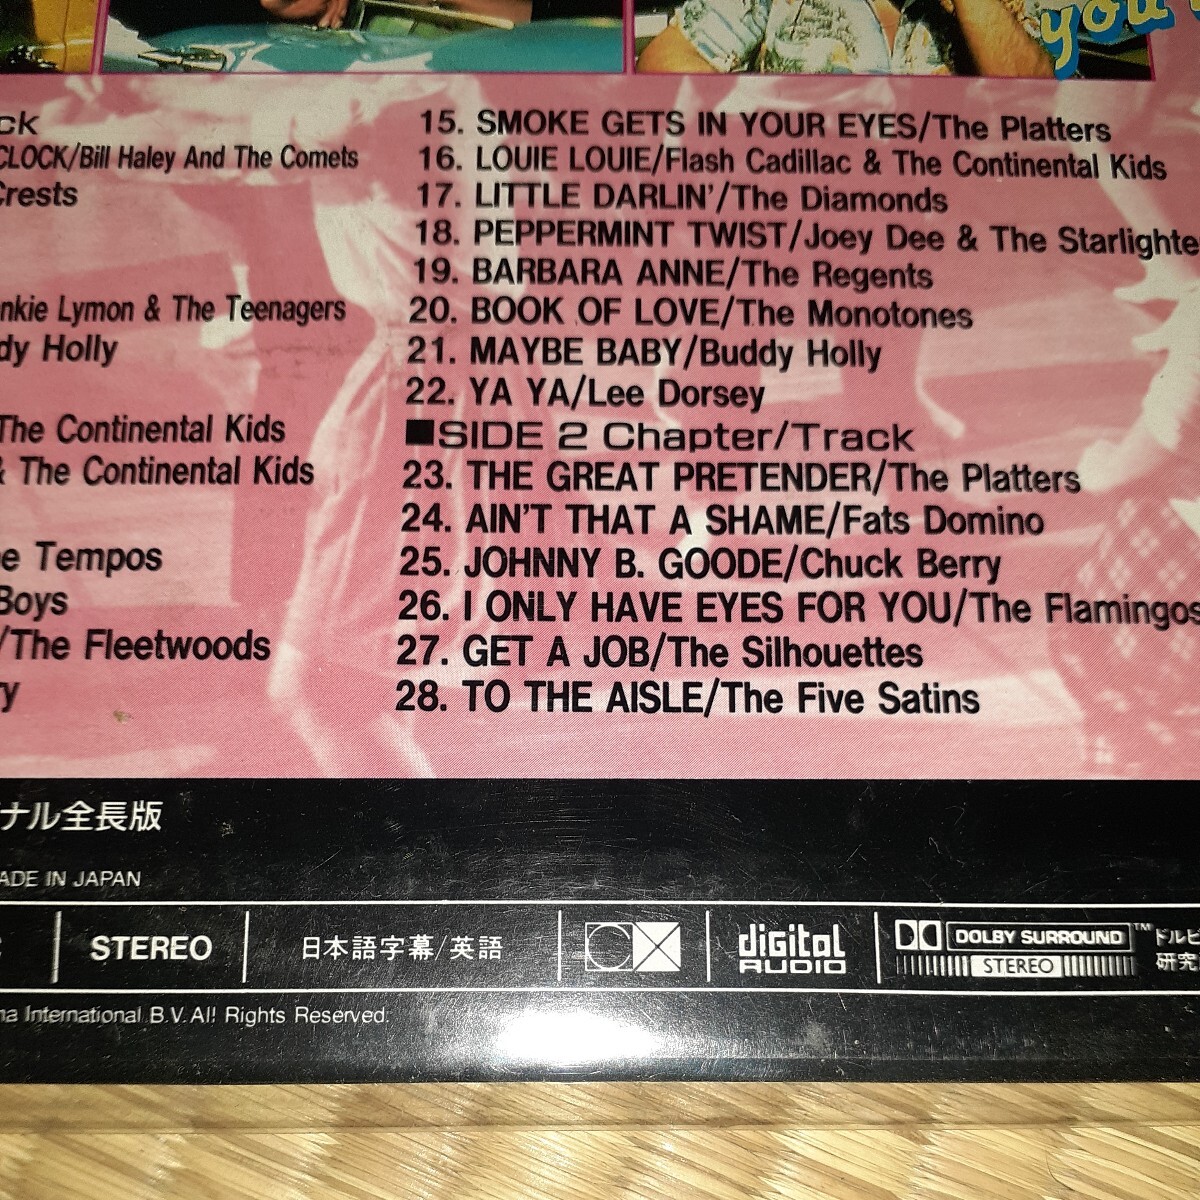 you
ck
CLOCK/Bill Haley And The Comets
Crests
nkie Lymon & The Teenagers
dy Holly
The Continental Kids
& The Continental Kids
e Tempos
Boys
/The Fleetwoods
ry
15. SMOKE GETS IN YOUR EYES/The Platters
16. LOUIE LOUIE/Flash Cadillac & The Continental Kids
17. LITTLE DARLIN'/The Diamonds
18. PEPPERMINT TWIST/Joey Dee & The Starlighte
19. BARBARA ANNE/The Regents
20. BOOK OF LOVE/The Monotones
21. MAYBE BABY/Buddy Holly
22. YA YA/Lee Dorsey
■SIDE 2 Chapter/Track
23. THE GREAT PRETENDER/The Platters
24. AIN'T THAT A SHAME/Fats Domino
25. JOHNNY B. GOODE/Chuck Berry
26. I ONLY HAVE EYES FOR YOU/The Flamingos
27. GET A JOB/The Silhouettes
28. TO THE AISLE/The Five Satins
ナル全長版
ADE IN JAPAN
STEREO
日本語字幕/英語
CX
digital AUDIO
DOLBY SURROUND™
STEREO
ドルビ
研究
ma International B.V. All Rights Reserved.